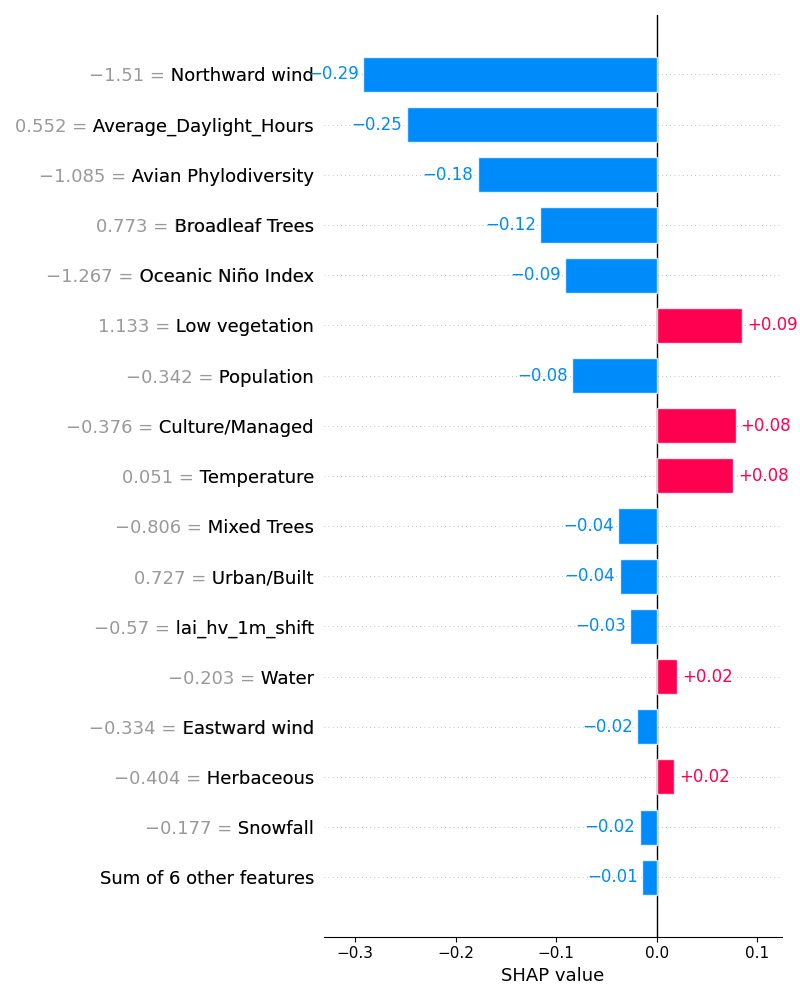 −1.51 = Northward wind −0.29
0.552 = Average_Daylight_Hours −0.25
−1.085 = Avian Phylodiversity −0.18
0.773 = Broadleaf Trees −0.12
−1.267 = Oceanic Niño Index −0.09
1.133 = Low vegetation +0.09
−0.342 = Population −0.08
−0.376 = Culture/Managed +0.08
0.051 = Temperature +0.08
−0.806 = Mixed Trees −0.04
0.727 = Urban/Built −0.04
−0.57 = lai_hv_1m_shift −0.03
−0.203 = Water +0.02
−0.334 = Eastward wind −0.02
−0.404 = Herbaceous +0.02
−0.177 = Snowfall −0.02
Sum of 6 other features −0.01
−0.3 −0.2 −0.1 0.0 0.1
SHAP value